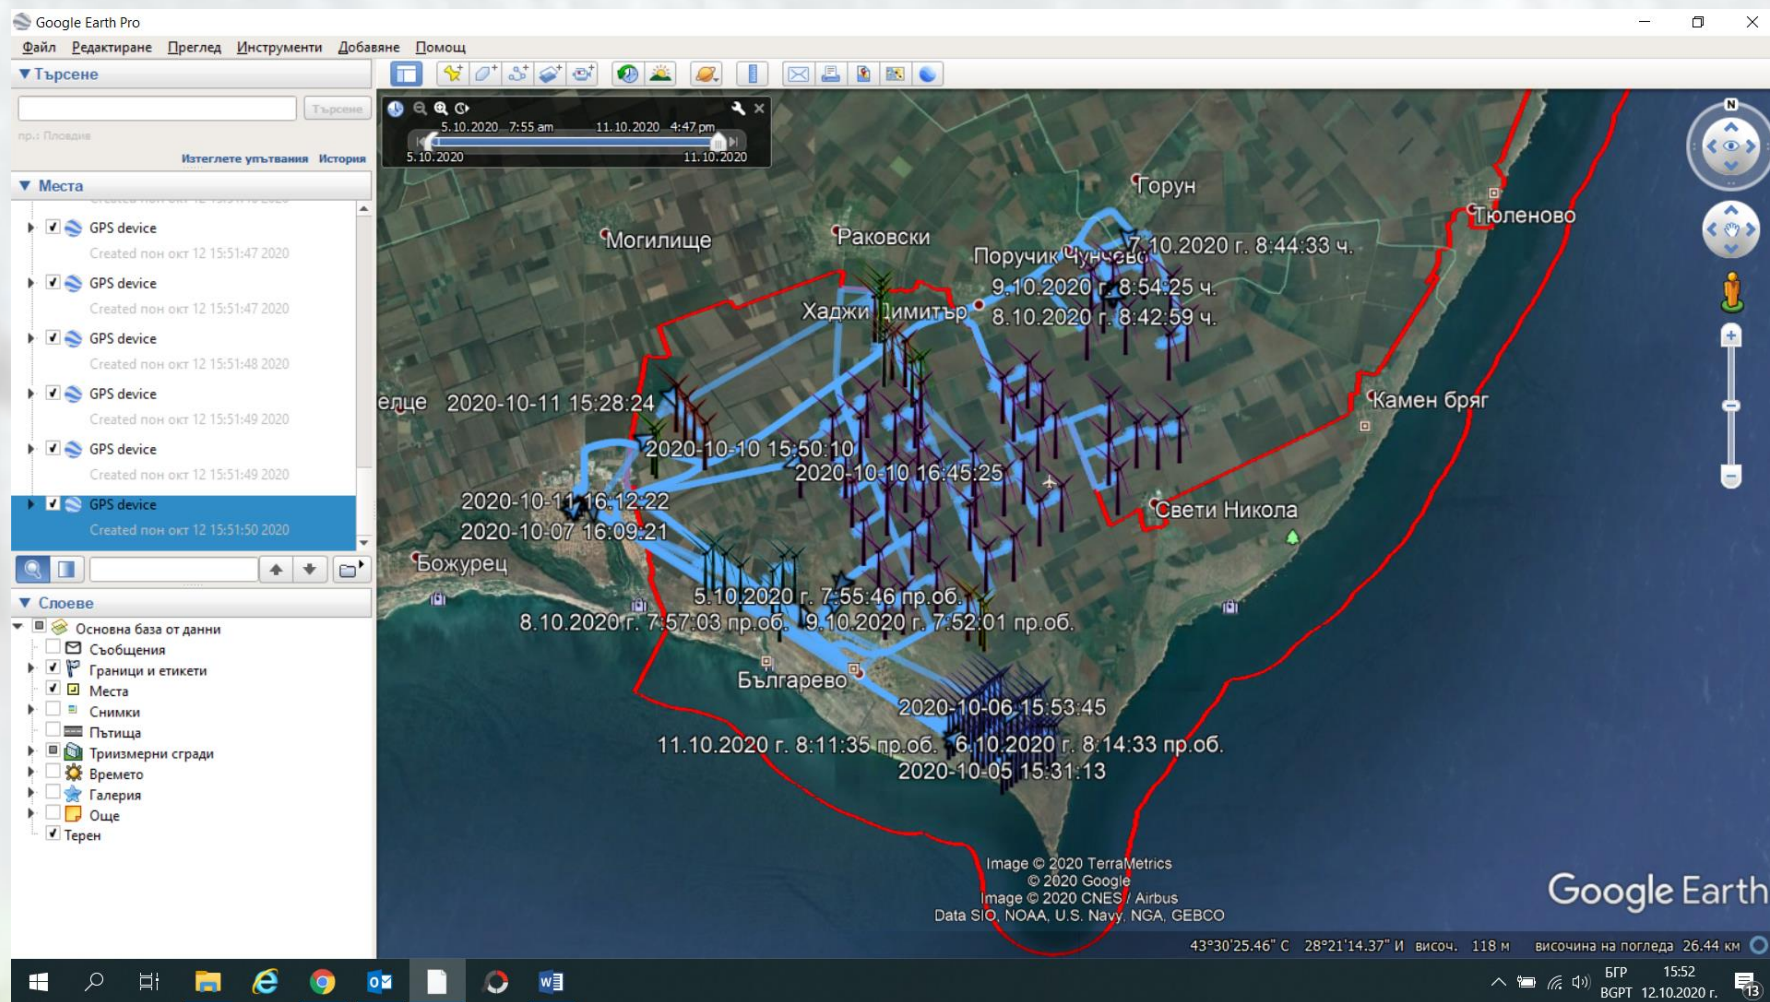 Google Earth Pro
Файл Редактиране Преглед Инструменти Добавяне Помощ
Търсене
Търсене
пр.: Пловдив
Изтеглете упътвания История
Места
GPS device
Created пон окт 12 15:51:47 2020
GPS device
Created пон окт 12 15:51:47 2020
GPS device
Created пон окт 12 15:51:48 2020
GPS device
Created пон окт 12 15:51:49 2020
GPS device
Created пон окт 12 15:51:49 2020
GPS device
Created пон окт 12 15:51:50 2020
Слоеве
Основна база от данни
Съобщения
Граници и етикети
Места
Снимки
Пътища
Триизмерни сгради
Времето
Галерия
Още
Терен
5.10.2020 7:55 am 11.10.2020 4:47 pm
5.10.2020 11.10.2020
N
Горун
Тюленово
Могилище
Раковски
7.10.2020 г. 8:44:33 ч.
Поручик Чунчево
9.10.2020 г. 8:54:25 ч.
Хаджи Димитър
8.10.2020 г. 8:42:59 ч.
елце 2020-10-11 15:28:24
Камен бряг
2020-10-10 15:50:10
2020-10-10 16:45:25
2020-10-11 16:12:22
Свети Никола
2020-10-07 16:09:21
Божурец
5.10.2020 г. 7:55:46 пр.об.
8.10.2020 г. 7:57:03 пр.об. 9.10.2020 г. 7:52:01 пр.об.
Българево
2020-10-06 15:53:45
11.10.2020 г. 8:11:35 пр.об. 6.10.2020 г. 8:14:33 пр.об.
2020-10-05 15:31:13
Image © 2020 TerraMetrics
© 2020 Google
Image © 2020 CNES / Airbus
Data SIO, NOAA, U.S. Navy, NGA, GEBCO
Google Earth
43°30'25.46" С 28°21'14.37" И височ. 118 м височина на погледа 26.44 км
БГР 15:52
BGPT 12.10.2020 г.
13